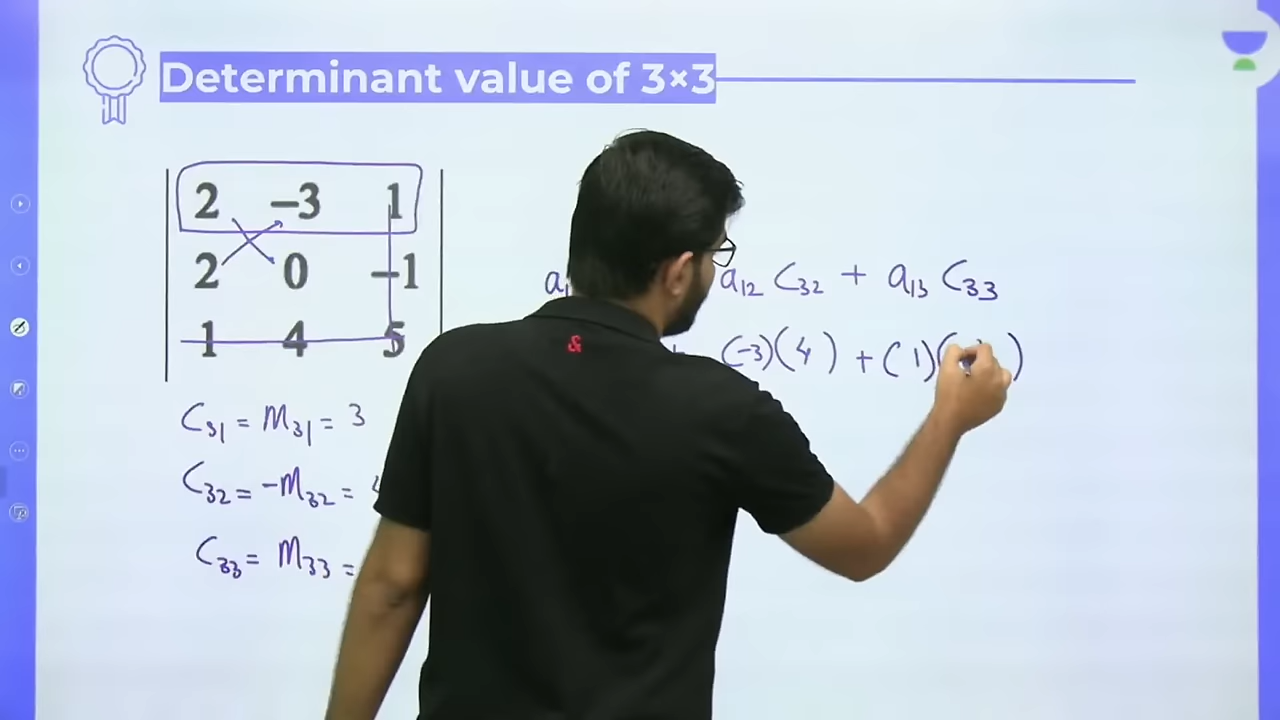 Determinant value of 3×3
2 −3 1
2 0 −1
1 4 5
a₁ a₁₂ C₃₂ + a₁₃ C₃₃
(-3)(4) + (1)( )
C₃₁ = M₃₁ = 3
C₃₂ = -M₃₂ =
C₃₃ = M₃₃ =
&